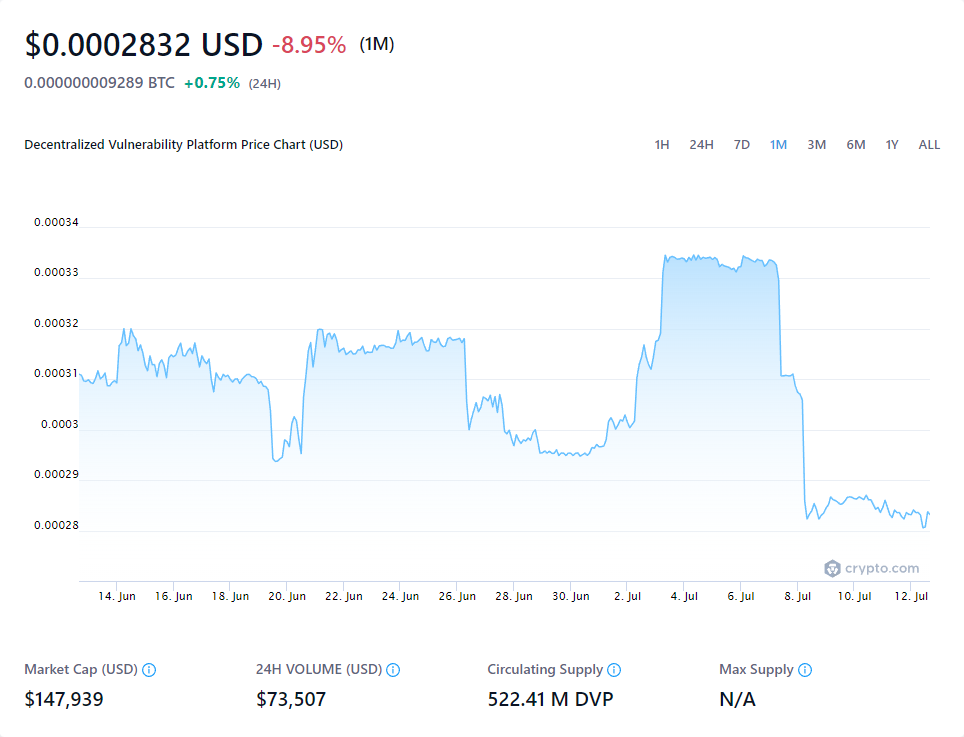 $0.0002832 USD -8.95% (1M)
0.000000009289 BTC +0.75% (24H)
Decentralized Vulnerability Platform Price Chart (USD) 1H 24H 7D 1M 3M 6M 1Y ALL
0.00034
0.00033
0.00032
0.00031
0.0003
0.00029
0.00028
crypto.com
14. Jun 16. Jun 18. Jun 20. Jun 22. Jun 24. Jun 26. Jun 28. Jun 30. Jun 2. Jul 4. Jul 6. Jul 8. Jul 10. Jul 12. Jul
Market Cap (USD) 24H VOLUME (USD) Circulating Supply Max Supply
$147,939 $73,507 522.41 M DVP N/A